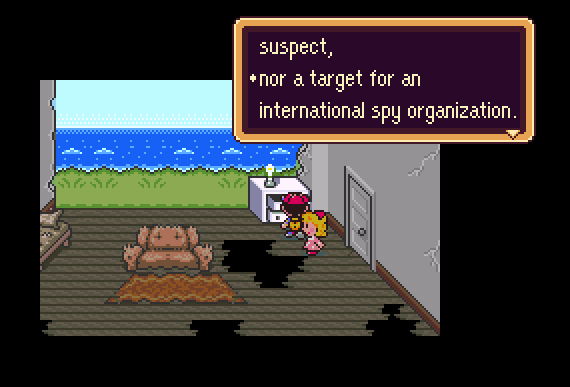 suspect,
•nor a target for an
international spy organization.